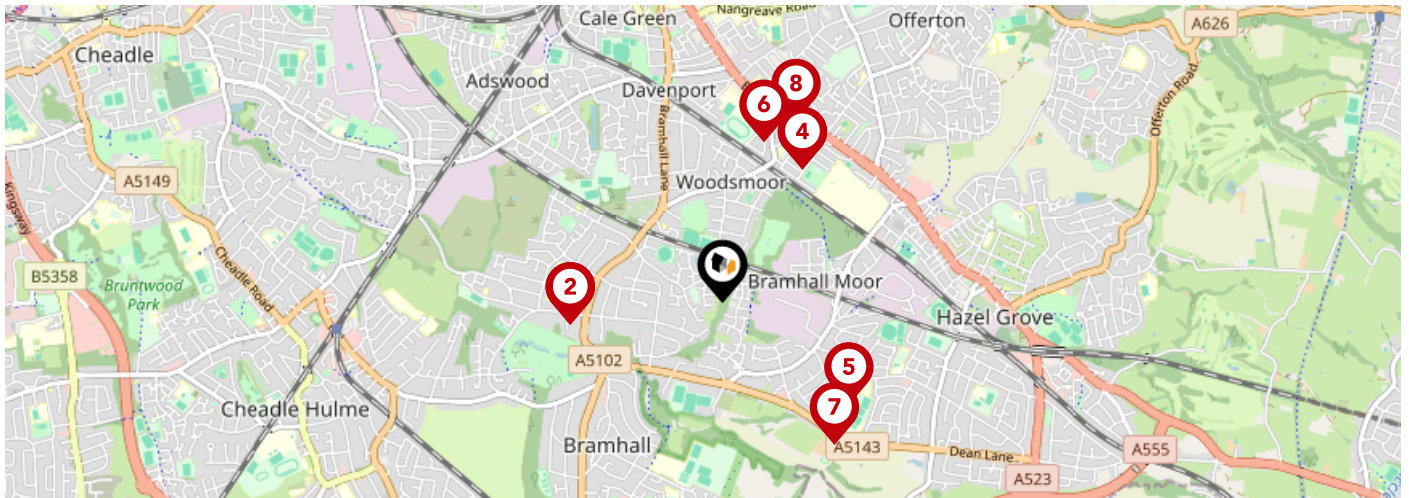 Cale Green
Nangreave Road
Offerton
A626
Cheadle
Adswood
Davenport
8
6
4
Bramhall Lane
Offerton Road
A5149
Woodsmoor
Kingsway
B5358
Cheadle Road
Bruntwood
Park
2
Bramhall Moor
Hazel Grove
A5102
5
7
Cheadle Hulme
Bramhall
A5143
Dean Lane
A555
A523